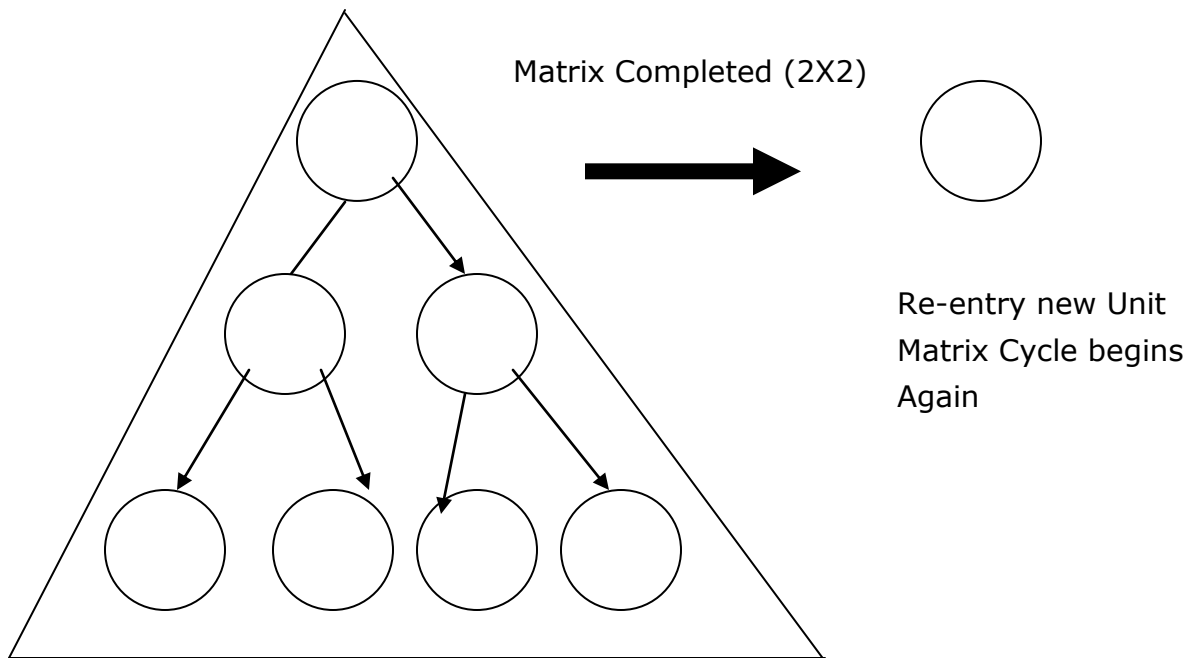 Matrix Completed (2X2)
Re-entry new Unit
Matrix Cycle begins
Again